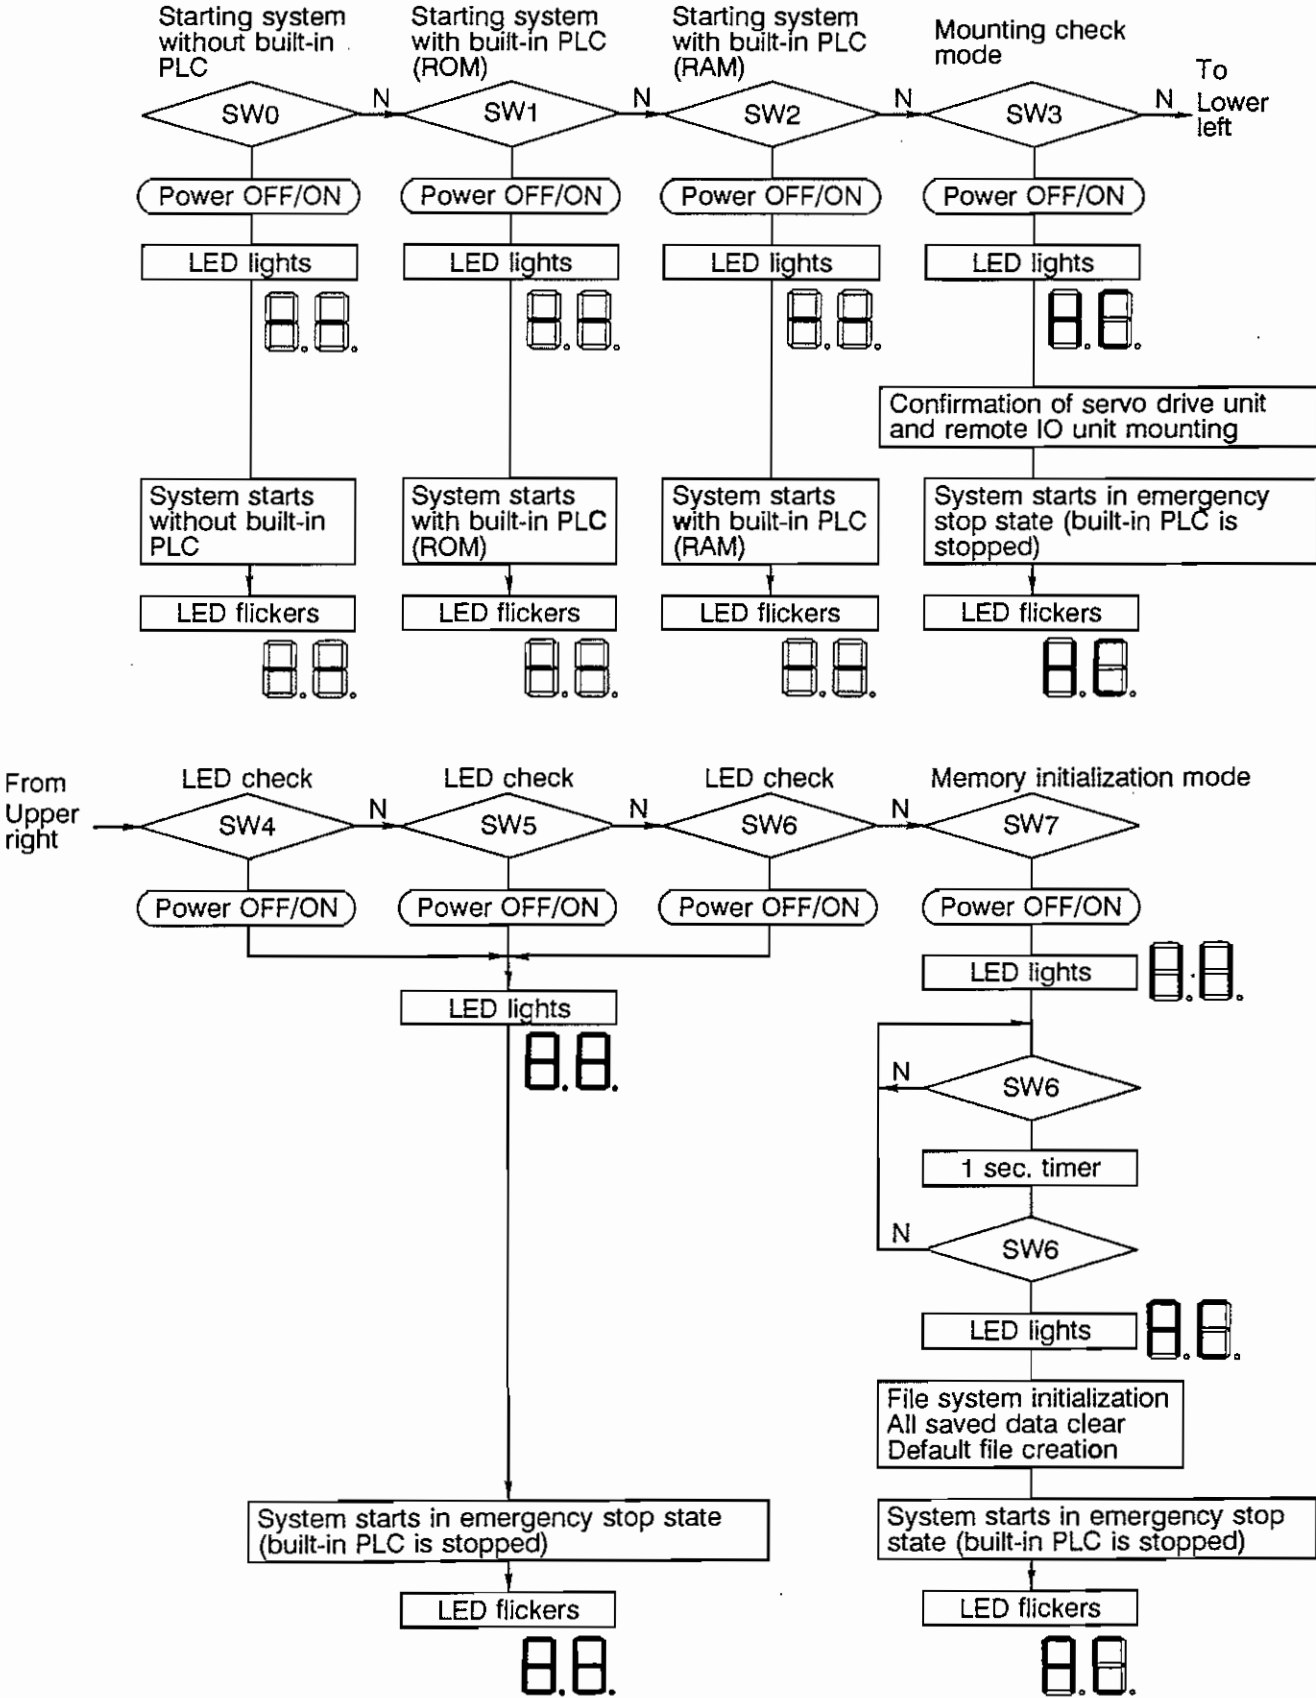 Starting system
without built-in
PLC
Starting system
with built-in PLC
(ROM)
Starting system
with built-in PLC
(RAM)
Mounting check
mode
SW0
N
SW1
N
SW2
N
SW3
N
To
Lower
left
Power OFF/ON
Power OFF/ON
Power OFF/ON
Power OFF/ON
LED lights
LED lights
LED lights
LED lights
Confirmation of servo drive unit
and remote IO unit mounting
System starts
without built-in
PLC
System starts
with built-in PLC
(ROM)
System starts
with built-in PLC
(RAM)
System starts in emergency
stop state (built-in PLC is
stopped)
LED flickers
LED flickers
LED flickers
LED flickers
From
Upper
right
LED check
LED check
LED check
Memory initialization mode
SW4
N
SW5
N
SW6
N
SW7
Power OFF/ON
Power OFF/ON
Power OFF/ON
Power OFF/ON
LED lights
LED lights
N
SW6
1 sec. timer
N
SW6
LED lights
File system initialization
All saved data clear
Default file creation
System starts in emergency stop state
(built-in PLC is stopped)
System starts in emergency stop
state (built-in PLC is stopped)
LED flickers
LED flickers